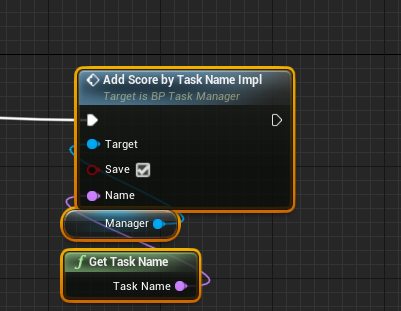 Add Score by Task Name Impl
Target is BP Task Manager
Target
Save
Name
Manager
f Get Task Name
Task Name